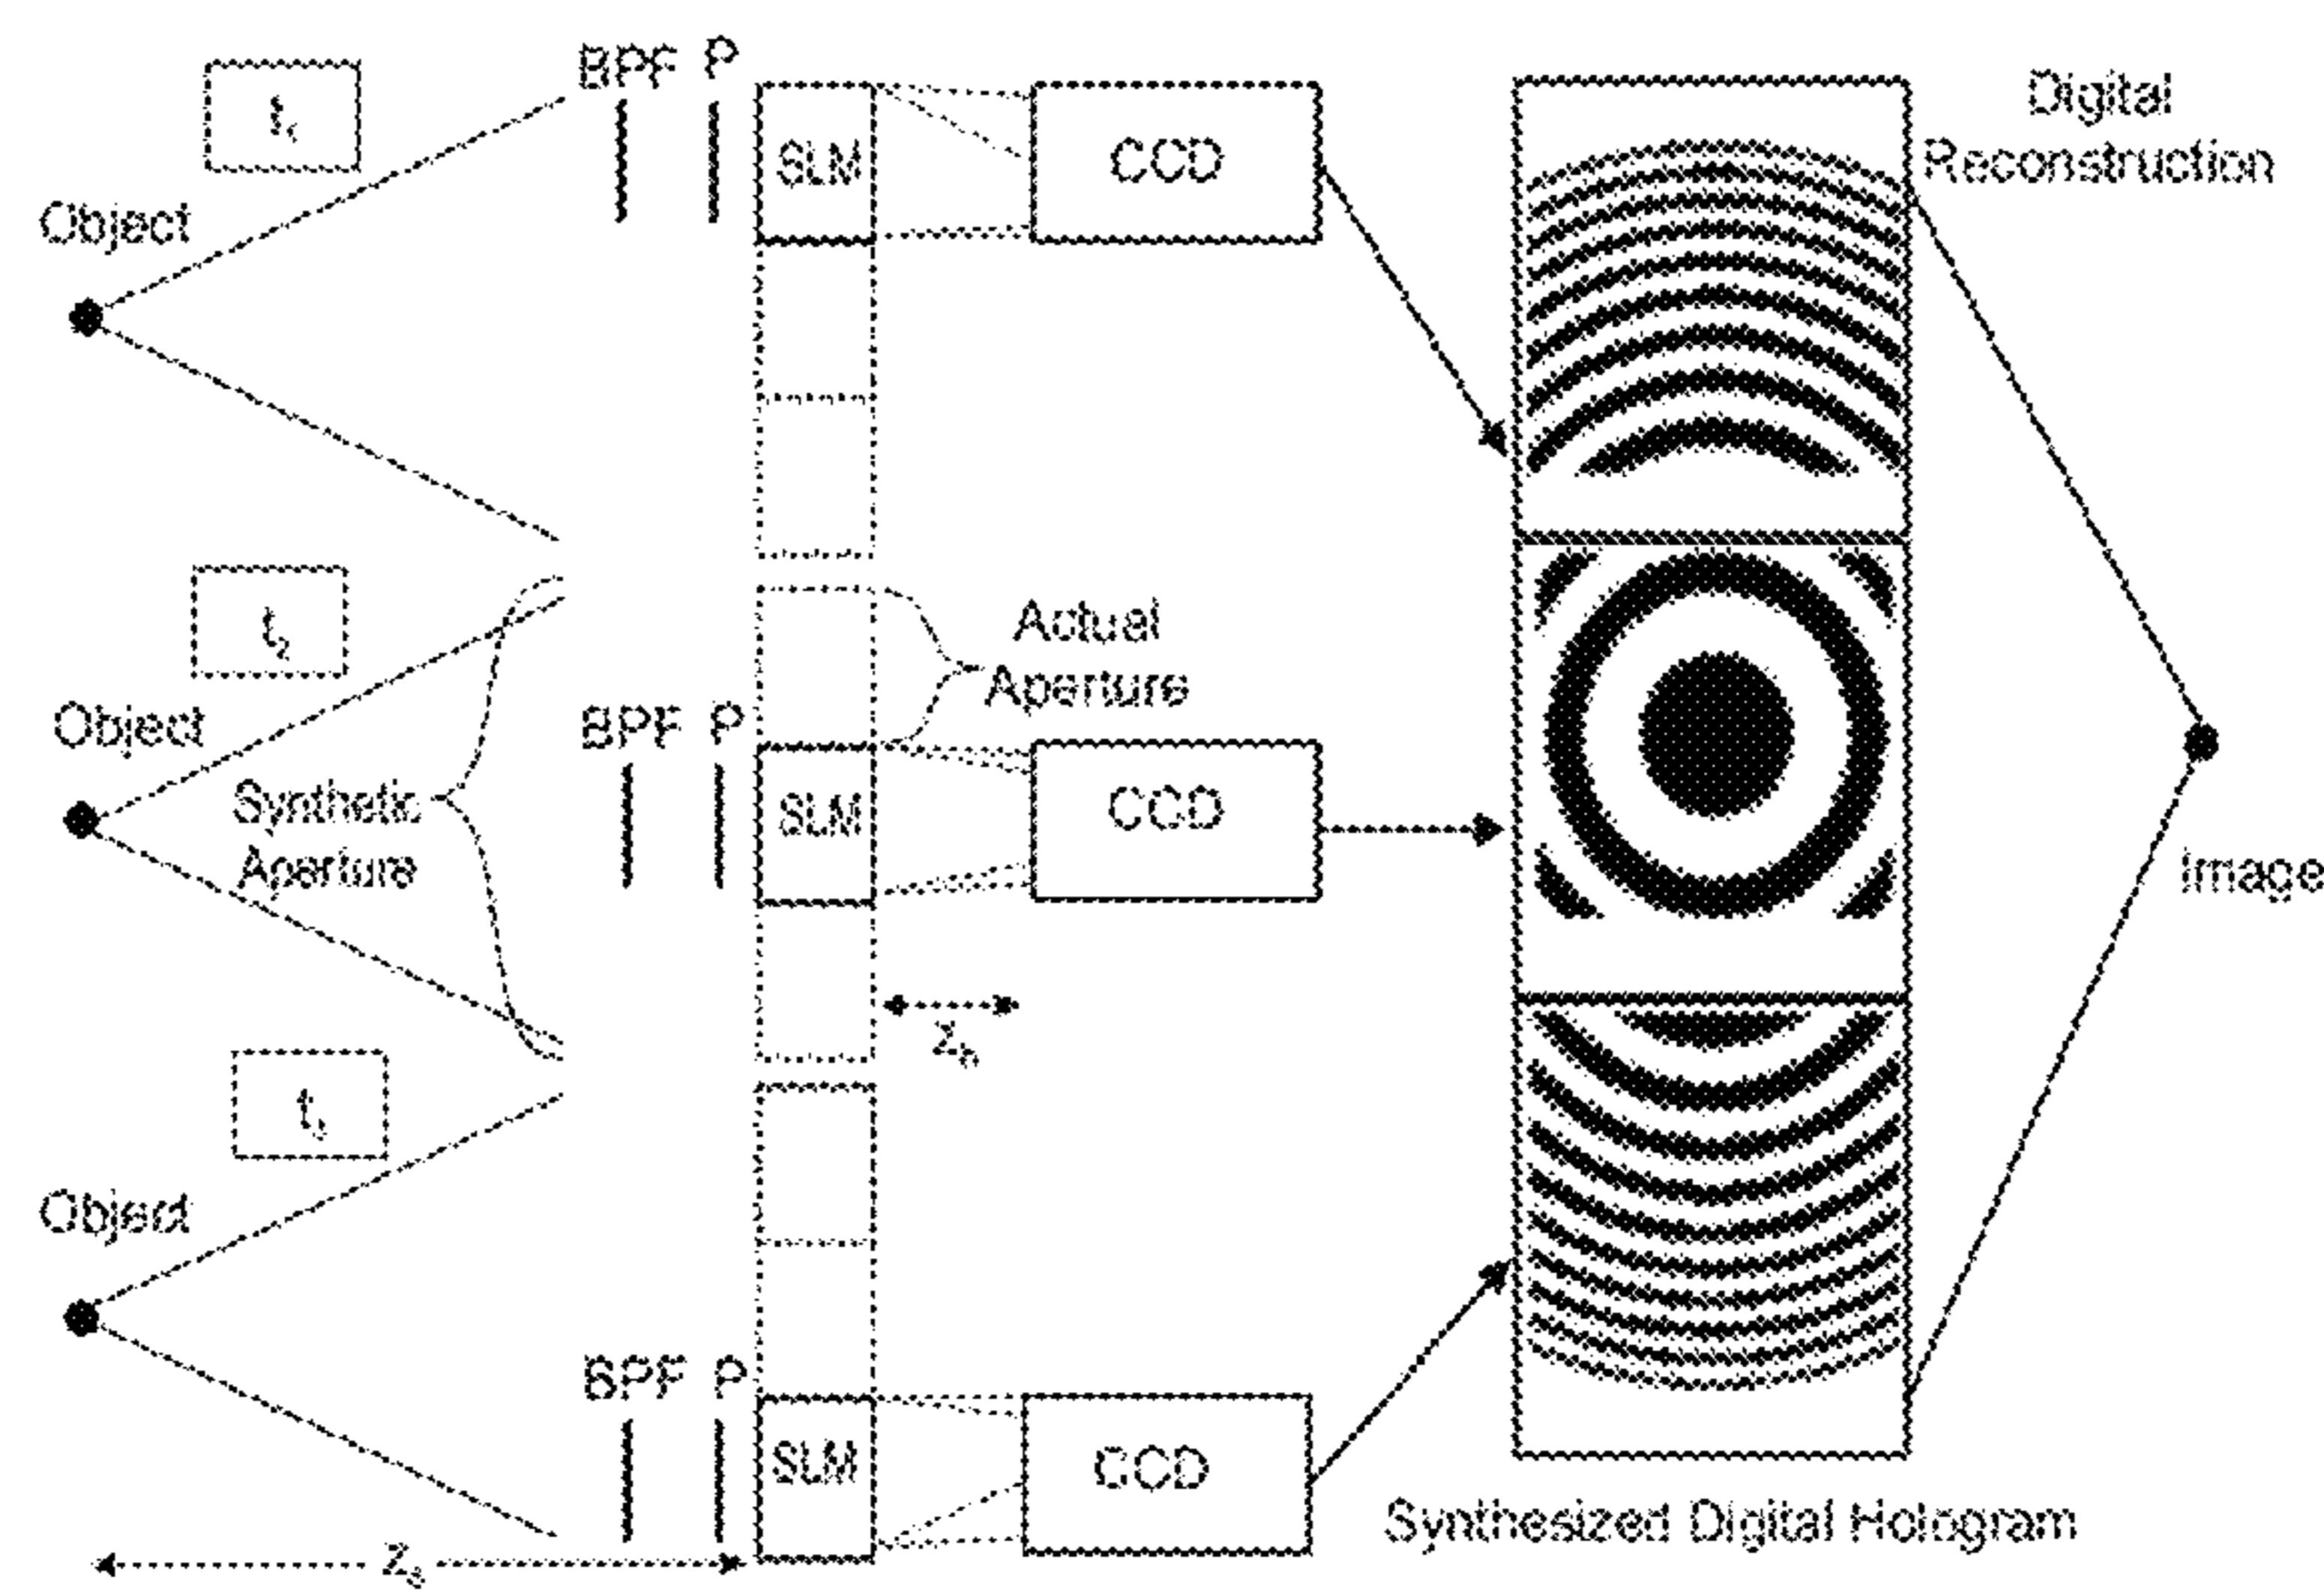 BPF P
t₁
SLM
CCD
Digital
Reconstruction
Object
t₂
Actual
Aperture
Object
BPF P
Synthetic
Aperture
SLM
CCD
Image
zₕ
t₃
Object
BPF P
SLM
CCD
Synthesized Digital Hologram
zₛ